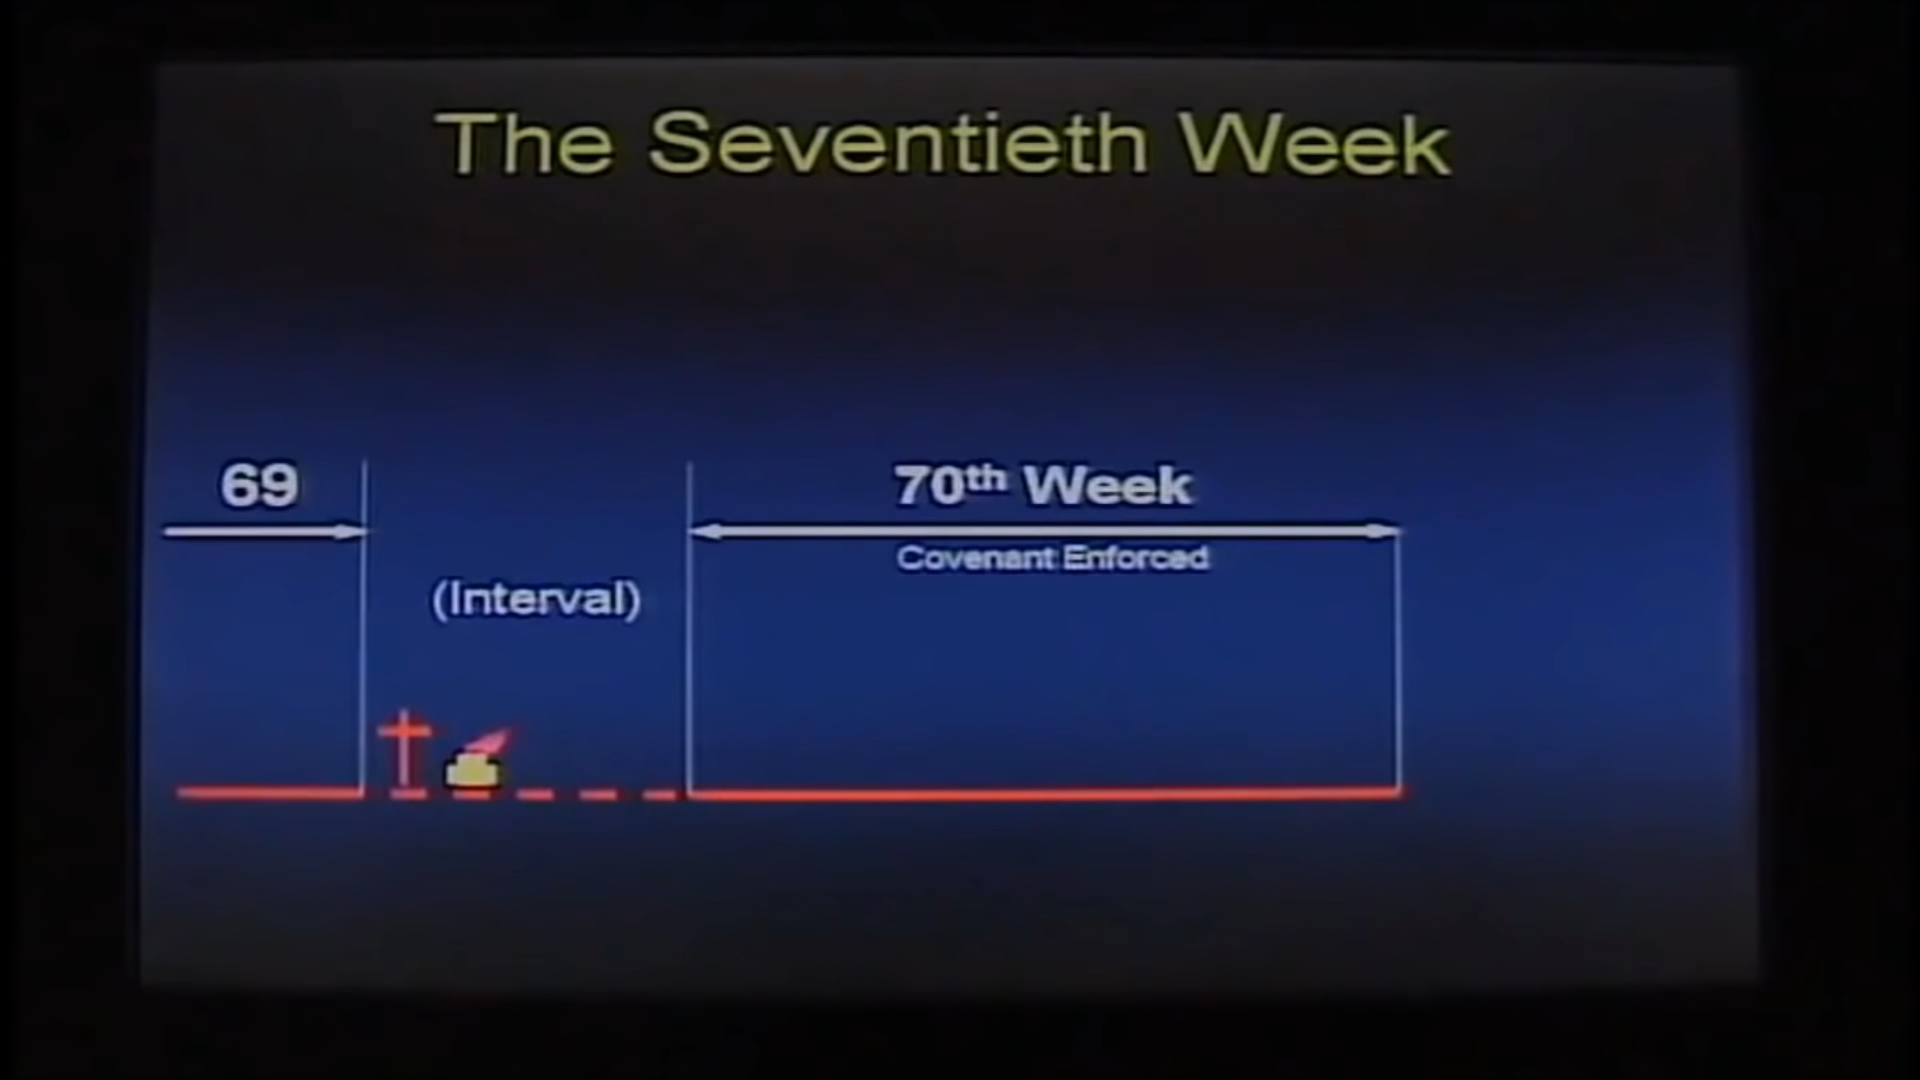 The Seventieth Week
69
70th Week
Covenant Enforced
(Interval)